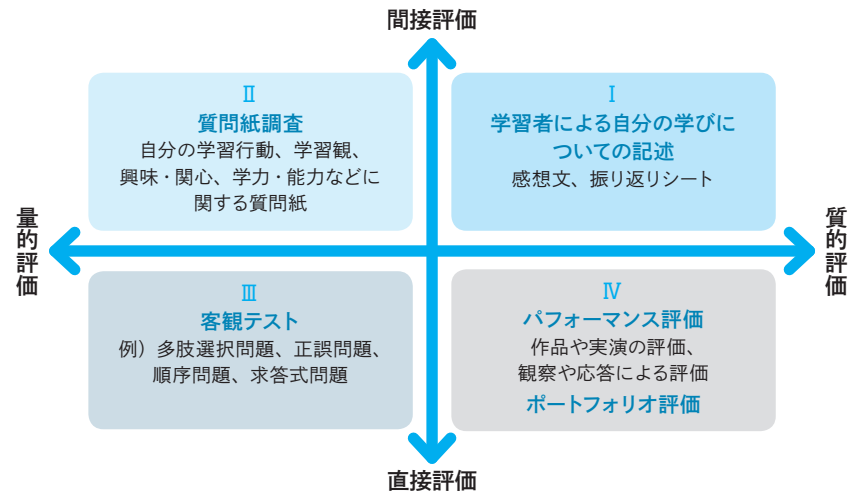 間接評価
Ⅱ
質問紙調査
自分の学習行動、学習観、
興味・関心、学力・能力などに
関する質問紙
Ⅰ
学習者による自分の学びに
ついての記述
感想文、振り返りシート
量的評価
質的評価
Ⅲ
客観テスト
例）多肢選択問題、正誤問題、
順序問題、求答式問題
Ⅳ
パフォーマンス評価
作品や実演の評価、
観察や応答による評価
ポートフォリオ評価
直接評価